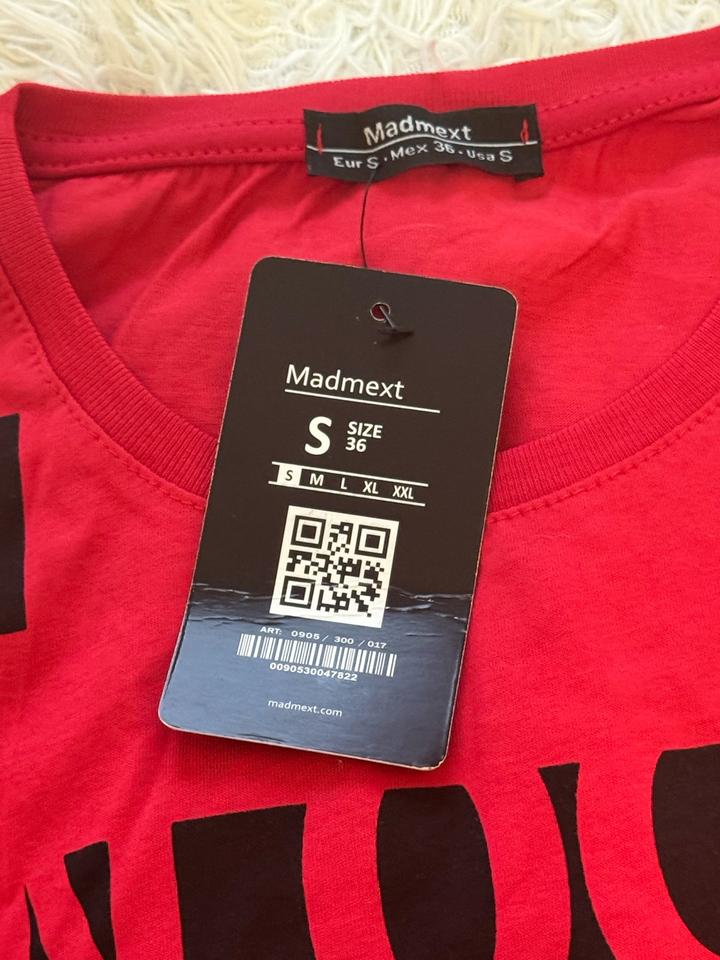 Madmext
Eur S • Mex 36 • Usa S
Madmext
S SIZE 36
S M L XL XXL
ART: 0905 / 300 / 017
0090530047822
madmext.com